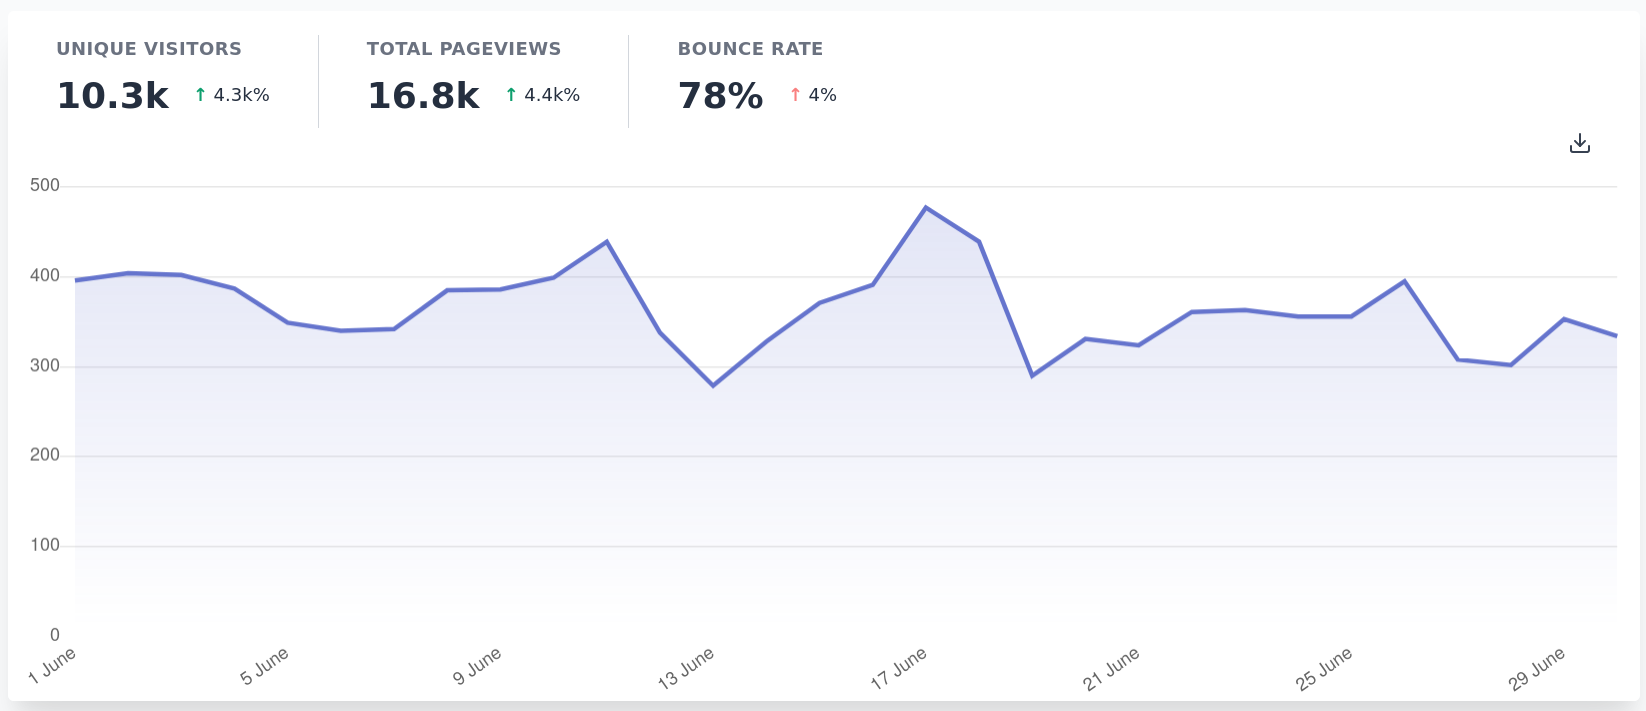 UNIQUE VISITORS
10.3k ↑ 4.3k%
TOTAL PAGEVIEWS
16.8k ↑ 4.4k%
BOUNCE RATE
78% ↑ 4%
500
400
300
200
100
0
1 June
5 June
9 June
13 June
17 June
21 June
25 June
29 June